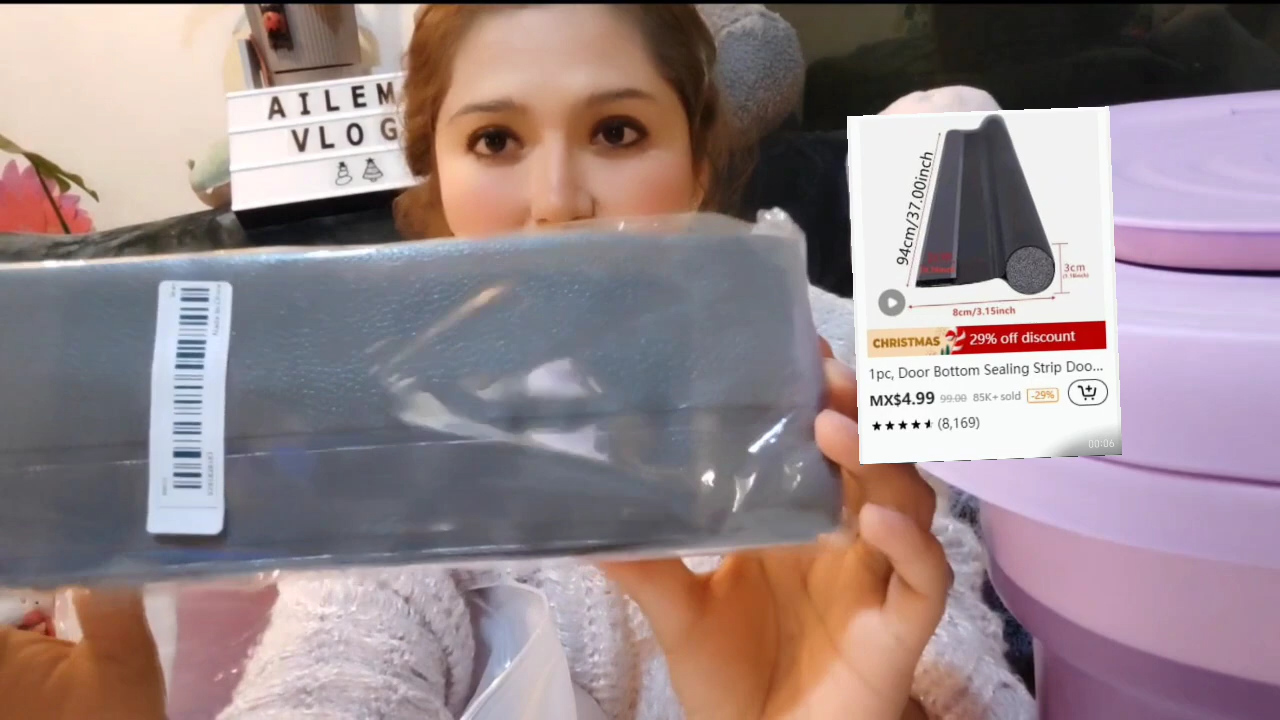 AILEM
VLOG
94cm/37.00inch
3cm
8cm/3.15inch
CHRISTMAS 29% off discount
1pc, Door Bottom Sealing Strip Doo...
MX$4.99 99.00 85K+ sold -29%
(8,169)
00:06